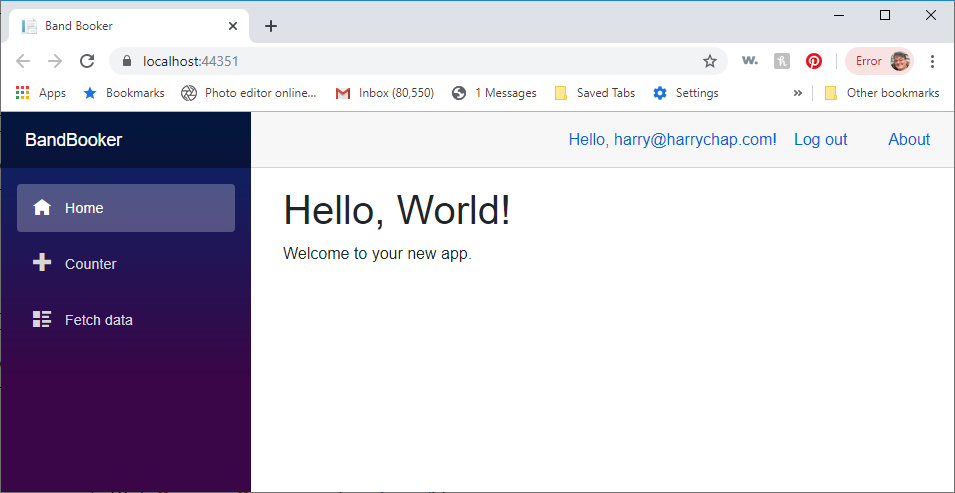 Band Booker
localhost:44351
w.
Error
Apps
Bookmarks
Photo editor online...
Inbox (80,550)
1 Messages
Saved Tabs
Settings
»
Other bookmarks
BandBooker
Hello, harry@harrychap.com!
Log out
About
Home
Counter
Fetch data
Hello, World!
Welcome to your new app.